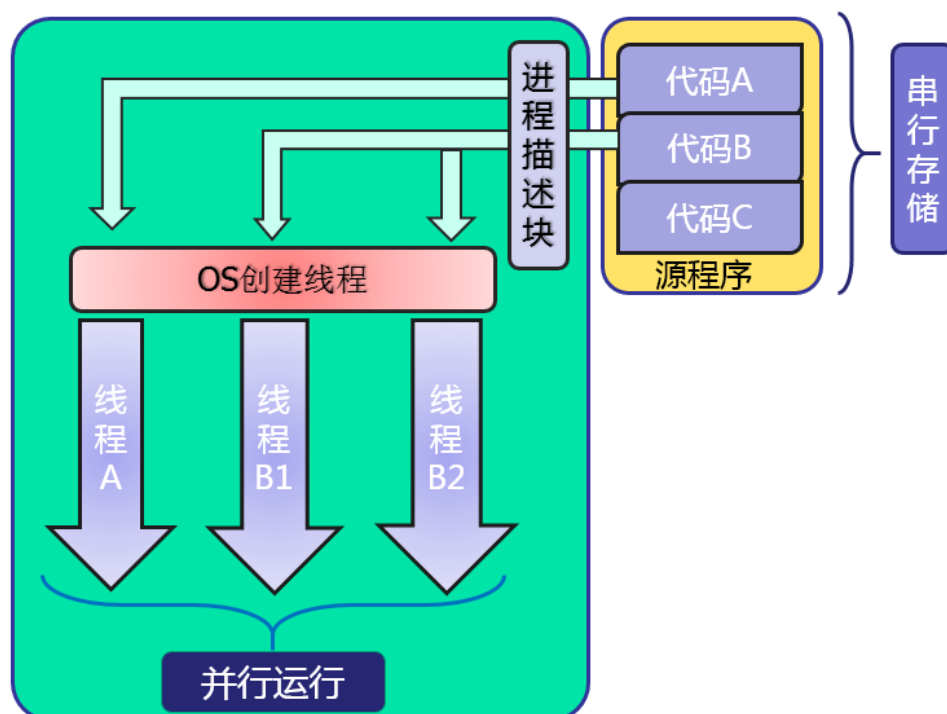 进程描述块
代码A
代码B
代码C
源程序
串行存储
OS创建线程
线程A
线程B1
线程B2
并行运行